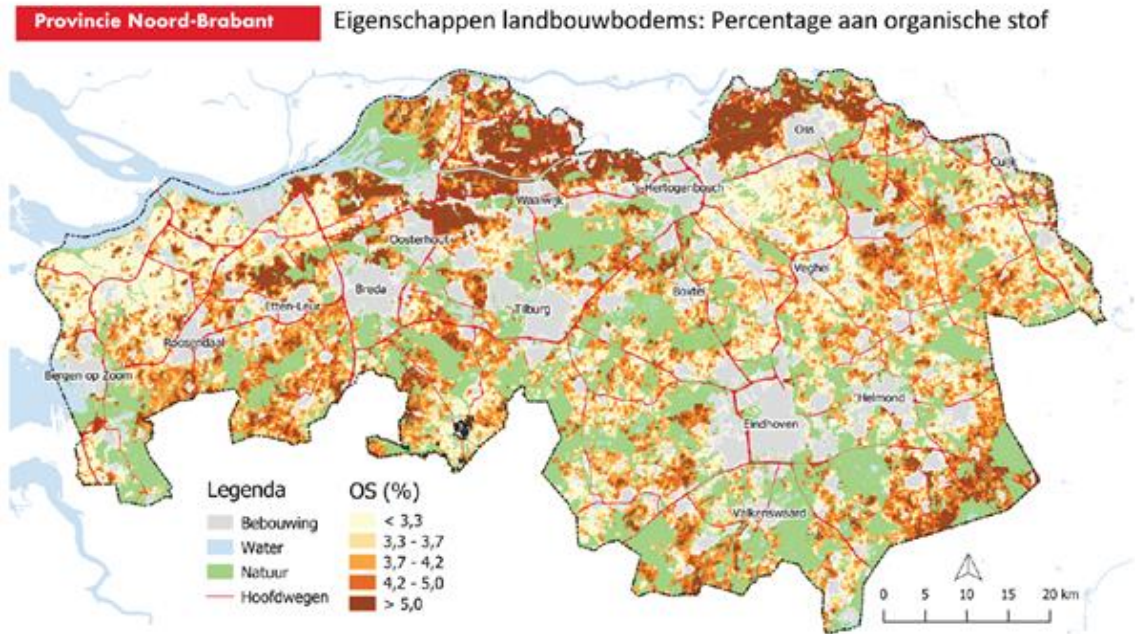 Provincie Noord-Brabant
Eigenschappen landbouwbodems: Percentage aan organische stof
Oss
Cuijk
's-Hertogenbosch
Waalwijk
Oosterhout
Veghel
Breda
Etten-Leur
Boxtel
Tilburg
Roosendaal
Bergen op Zoom
Helmond
Eindhoven
Valkenswaard
Legenda
Bebouwing
Water
Natuur
Hoofdwegen
OS (%)
< 3,3
3,3 - 3,7
3,7 - 4,2
4,2 - 5,0
> 5,0
0 5 10 15 20 km